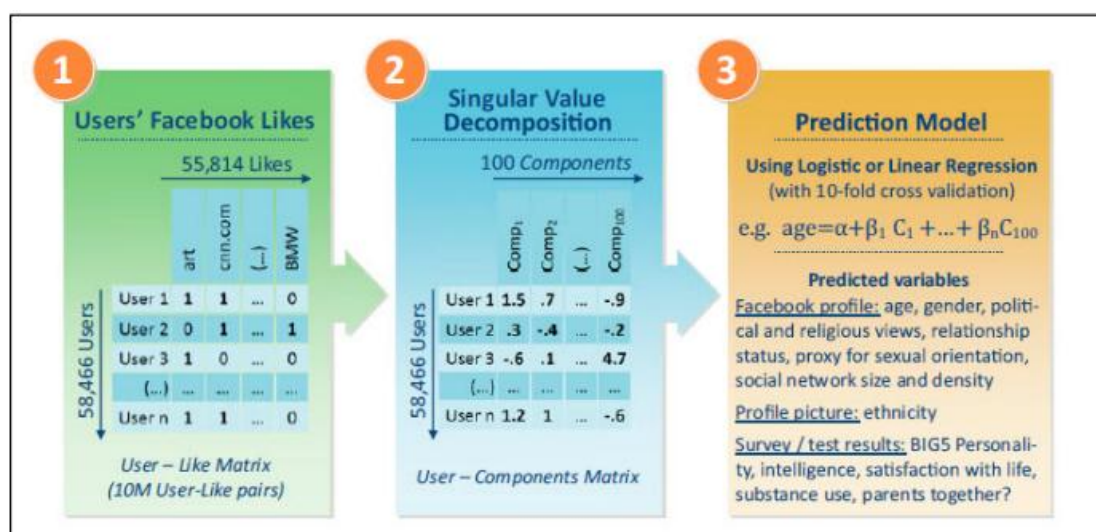 1
Users' Facebook Likes
55,814 Likes
art
cnn.com
(...)
BMW
58,466 Users
User 1 1 1 ... 0
User 2 0 1 ... 1
User 3 1 0 ... 0
(...) ... ... ... ...
User n 1 1 ... 0
User – Like Matrix
(10M User-Like pairs)
2
Singular Value
Decomposition
100 Components
Comp1
Comp2
(...)
Comp100
58,466 Users
User 1 1.5 .7 ... -.9
User 2 .3 -.4 ... -.2
User 3 -.6 .1 ... 4.7
(...) ... ... ... ...
User n 1.2 1 ... -.6
User – Components Matrix
3
Prediction Model
Using Logistic or Linear Regression
(with 10-fold cross validation)
e.g. age=α+β1 C1 +...+ βnC100
Predicted variables
Facebook profile: age, gender, politi-
cal and religious views, relationship
status, proxy for sexual orientation,
social network size and density
Profile picture: ethnicity
Survey / test results: BIG5 Personali-
ty, intelligence, satisfaction with life,
substance use, parents together?